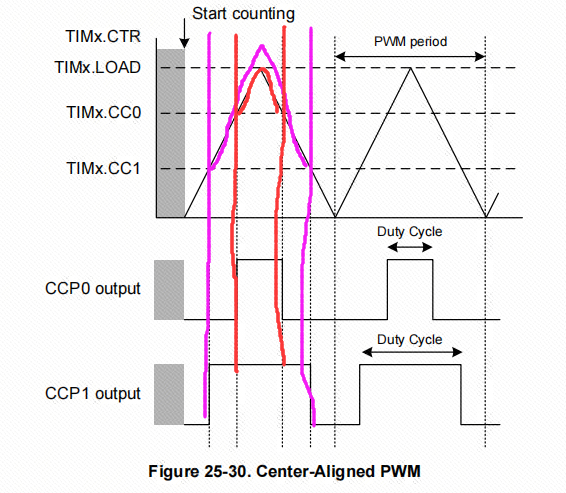 Start counting
TIMx.CTR
PWM period
TIMx.LOAD
TIMx.CC0
TIMx.CC1
Duty Cycle
CCP0 output
Duty Cycle
CCP1 output
Figure 25-30. Center-Aligned PWM